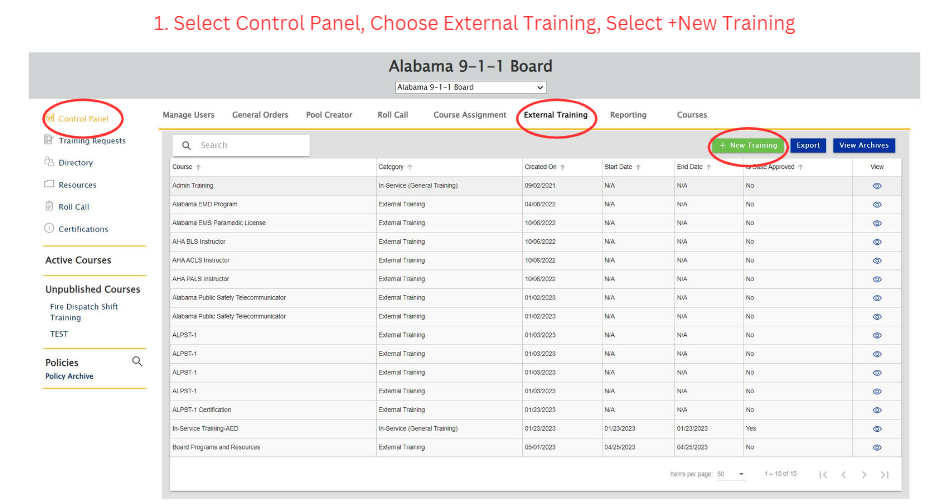 1. Select Control Panel, Choose External Training, Select +New Training
Alabama 9-1-1 Board
Alabama 9-1-1 Board
Control Panel
Training Requests
Directory
Resources
Roll Call
Certifications
Active Courses
Unpublished Courses
Fire Dispatch Shift
Training
TEST
Policies
Policy Archive
Manage Users General Orders Pool Creator Roll Call Course Assignment External Training Reporting Courses
Search
+ New Training Export View Archives
Course ↑ Category ↑ Created On ↑ Start Date ↑ End Date ↑ Is State Approved ↑ View
Admin Training In-Service (General Training) 09/02/2021 N/A N/A No
Alabama EMD Program External Training 04/08/2022 N/A N/A No
Alabama EMS Paramedic License External Training 10/06/2022 N/A N/A No
AHA BLS Instructor External Training 10/06/2022 N/A N/A No
AHA ACLS Instructor External Training 10/06/2022 N/A N/A No
AHA PALS Instructor External Training 10/06/2022 N/A N/A No
Alabama Public Safety Telecommunicator External Training 01/02/2023 N/A N/A No
Alabama Public Safety Telecommunicator External Training 01/02/2023 N/A N/A No
ALPST-1 External Training 01/03/2023 N/A N/A No
ALPST-1 External Training 01/03/2023 N/A N/A No
ALPST-1 External Training 01/03/2023 N/A N/A No
ALPST-1 External Training 01/03/2023 N/A N/A No
ALPST-1 Certification External Training 01/23/2023 N/A N/A No
In-Service Training-AED In-Service (General Training) 01/23/2023 01/23/2023 01/23/2023 Yes
Board Programs and Resources External Training 05/01/2023 04/25/2023 04/25/2023 No
Items per page: 50 1 – 15 of 15